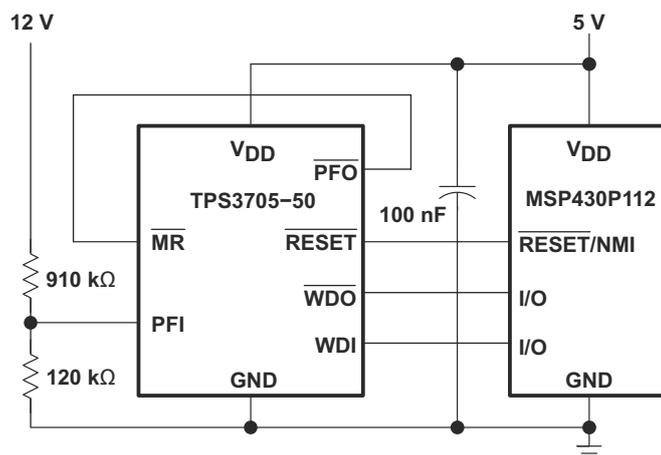 12 V
5 V
VDD
PFO
TPS3705−50
MR
RESET
WDO
WDI
PFI
GND
910 kΩ
120 kΩ
100 nF
VDD
MSP430P112
RESET/NMI
I/O
I/O
GND